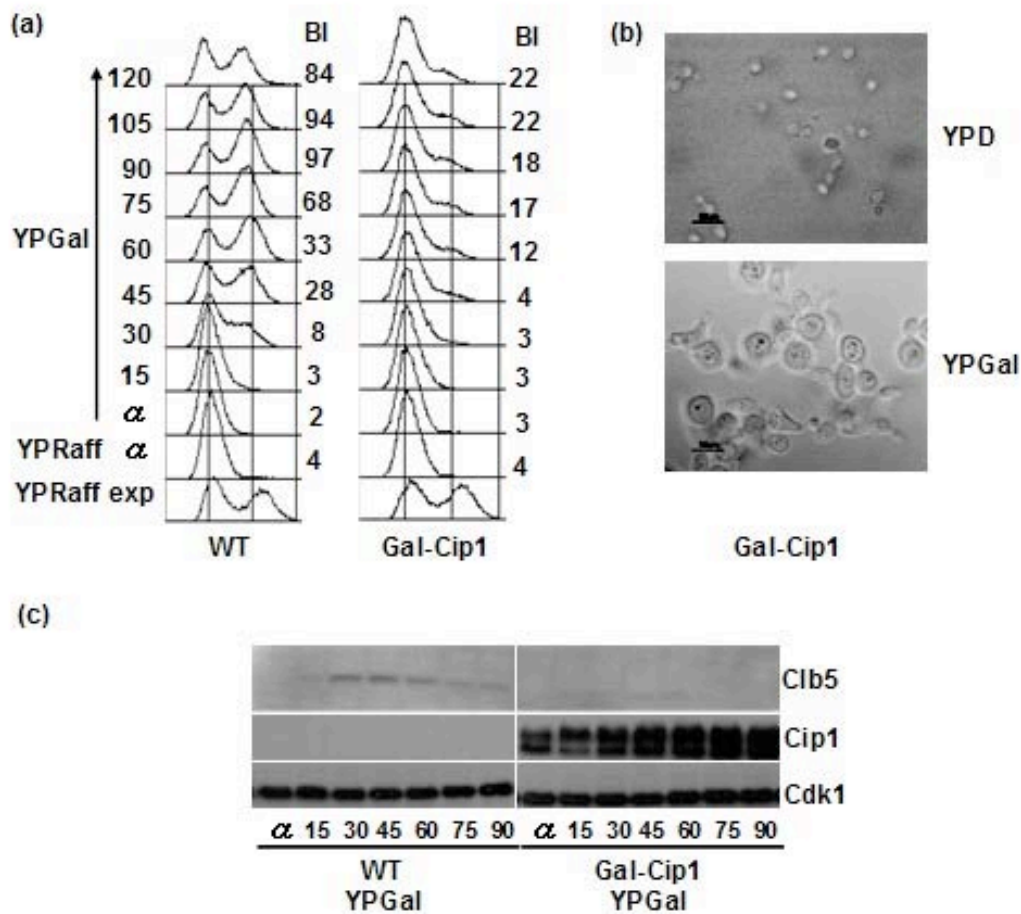 (a)
BI
BI
(b)
120 84 22
105 94 22
90 97 18
75 68 17
60 33 12
45 28 4
30 8 3
15 3 3
α 2 3
YPRaff α 4 4
YPRaff exp
YPGal
WT
Gal-Cip1
YPD
YPGal
Gal-Cip1
(c)
Clb5
Cip1
Cdk1
α 15 30 45 60 75 90
α 15 30 45 60 75 90
WT
YPGal
Gal-Cip1
YPGal